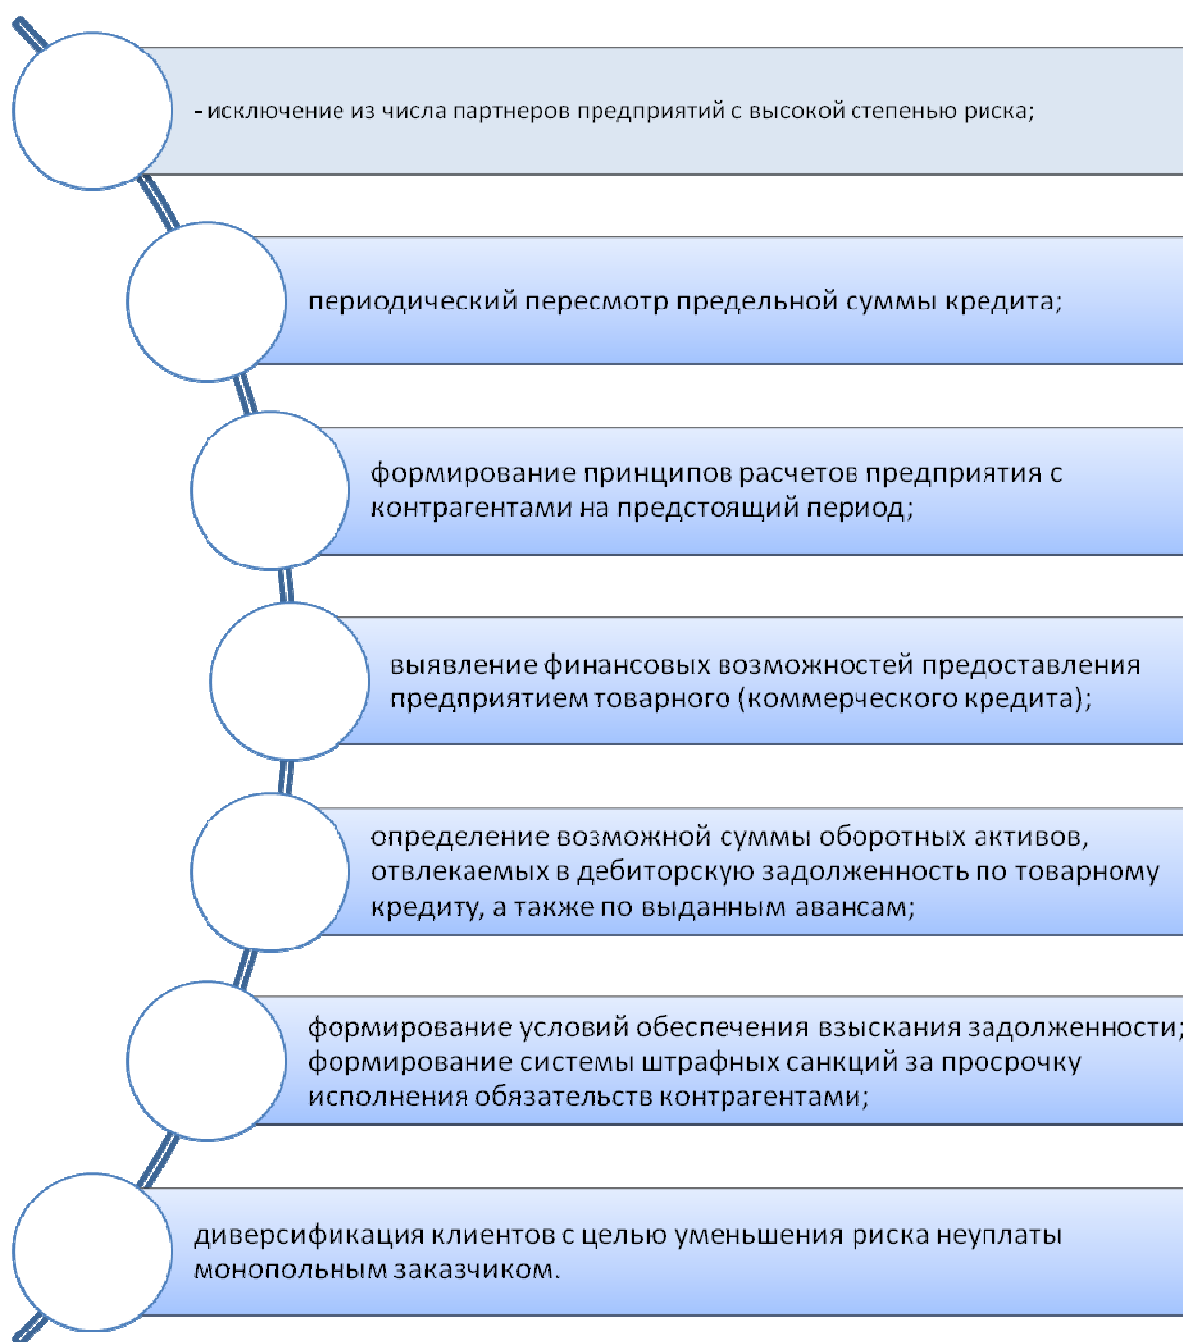 - исключение из числа партнеров предприятий с высокой степенью риска;
периодический пересмотр предельной суммы кредита;
формирование принципов расчетов предприятия с
контрагентами на предстоящий период;
выявление финансовых возможностей предоставления
предприятием товарного (коммерческого кредита);
определение возможной суммы оборотных активов,
отвлекаемых в дебиторскую задолженность по товарному
кредиту, а также по выданным авансам;
формирование условий обеспечения взыскания задолженности;
формирование системы штрафных санкций за просрочку
исполнения обязательств контрагентами;
диверсификация клиентов с целью уменьшения риска неуплаты
монопольным заказчиком.